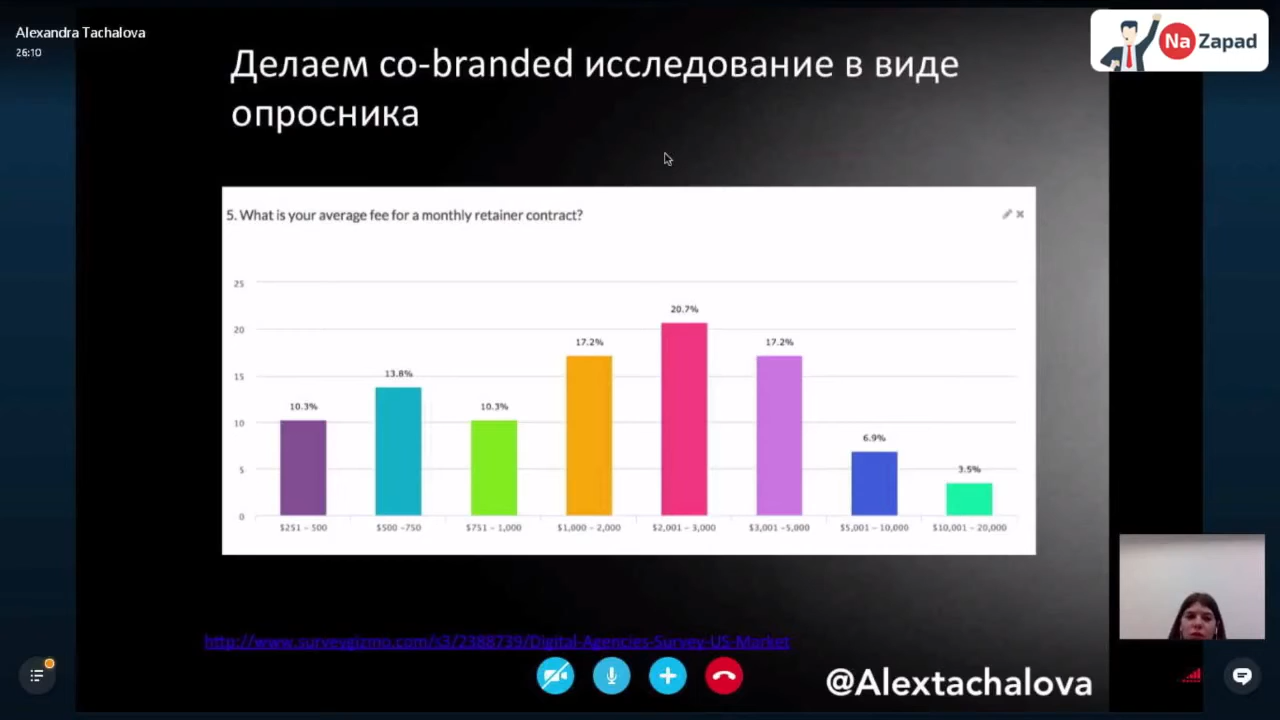 Alexandra Tachalova
26:10
Na Zapad
Делаем co-branded исследование в виде
опросника
5. What is your average fee for a monthly retainer contract?
25
20
15
10
5
0
10.3%
13.8%
10.3%
17.2%
20.7%
17.2%
6.9%
3.5%
$251 – 500
$500 –750
$751 – 1,000
$1,000 – 2,000
$2,001 – 3,000
$3,001 –5,000
$5,001 – 10,000
$10,001 – 20,000
http://www.surveygizmo.com/s3/2388739/Digital-Agencies-Survey-US-Market
@Alextachalova